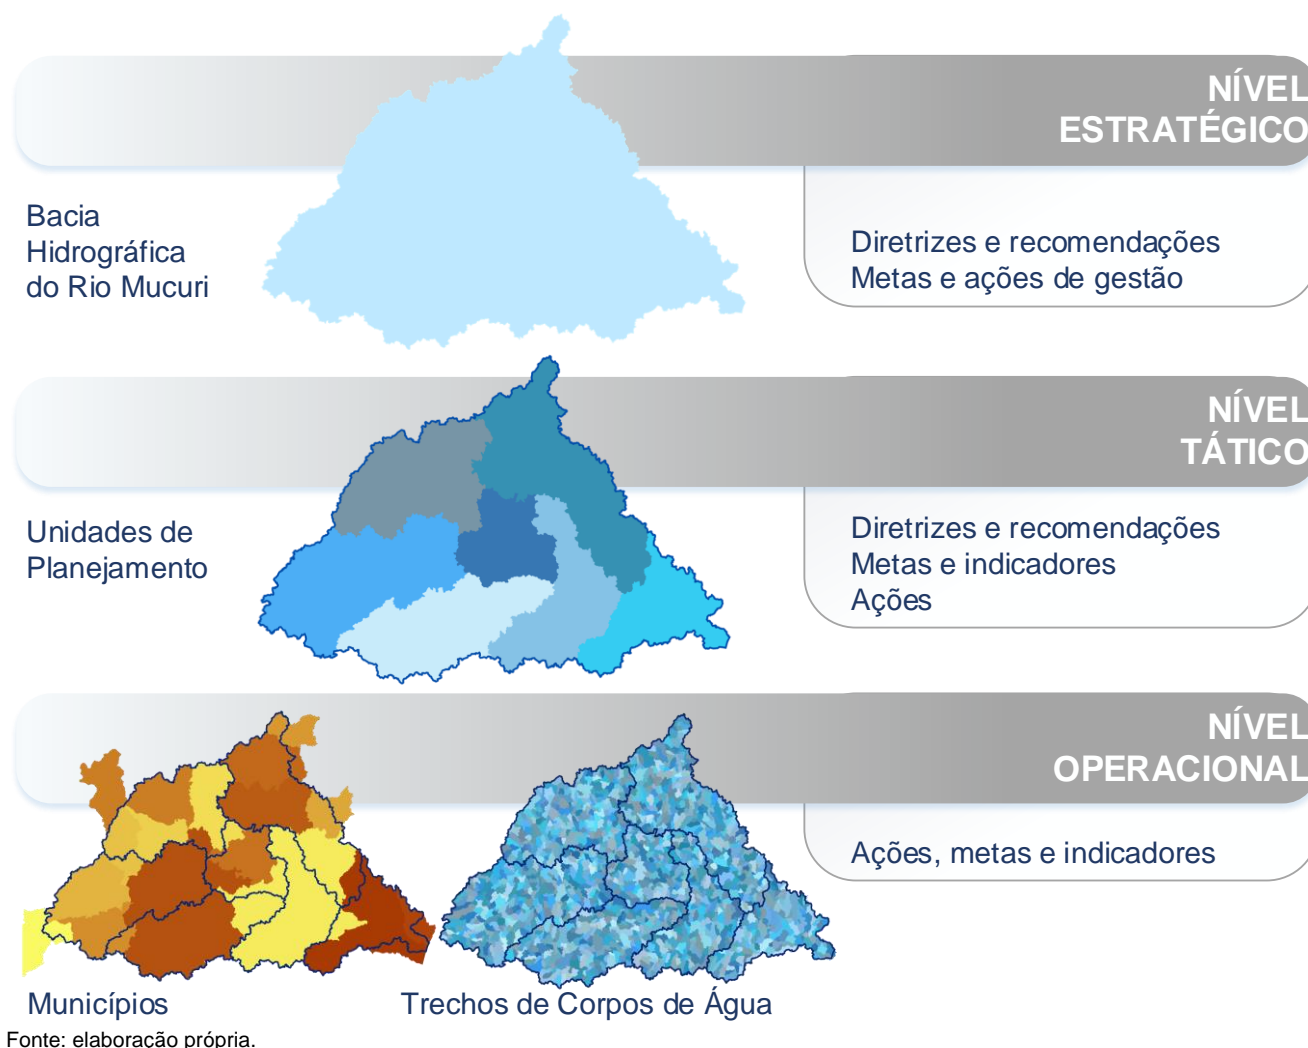 NÍVEL
ESTRATÉGICO
Bacia
Hidrográfica
do Rio Mucuri
Diretrizes e recomendações
Metas e ações de gestão
NÍVEL
TÁTICO
Unidades de
Planejamento
Diretrizes e recomendações
Metas e indicadores
Ações
NÍVEL
OPERACIONAL
Ações, metas e indicadores
Municípios
Trechos de Corpos de Água
Fonte: elaboração própria.